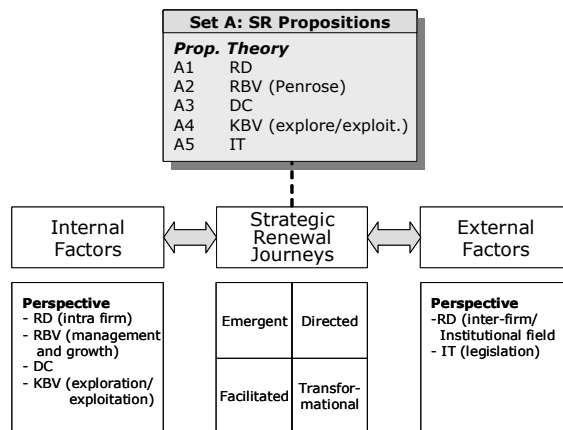 Set A: SR Propositions
Prop. Theory
A1 RD
A2 RBV (Penrose)
A3 DC
A4 KBV (explore/exploit.)
A5 IT
Internal
Factors
Strategic
Renewal
Journeys
External
Factors
Perspective
- RD (intra firm)
- RBV (management
and growth)
- DC
- KBV (exploration/
exploitation)
Emergent
Directed
Facilitated
Transfor-
mational
Perspective
-RD (inter-firm/
Institutional field
- IT (legislation)